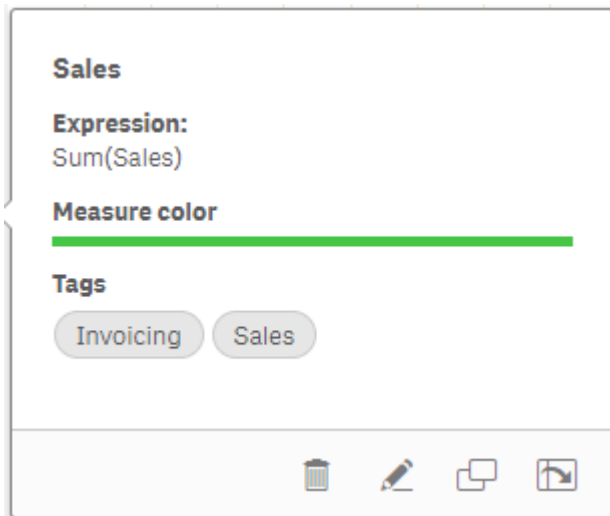 Sales
Expression:
Sum(Sales)
Measure color
Tags
Invoicing Sales